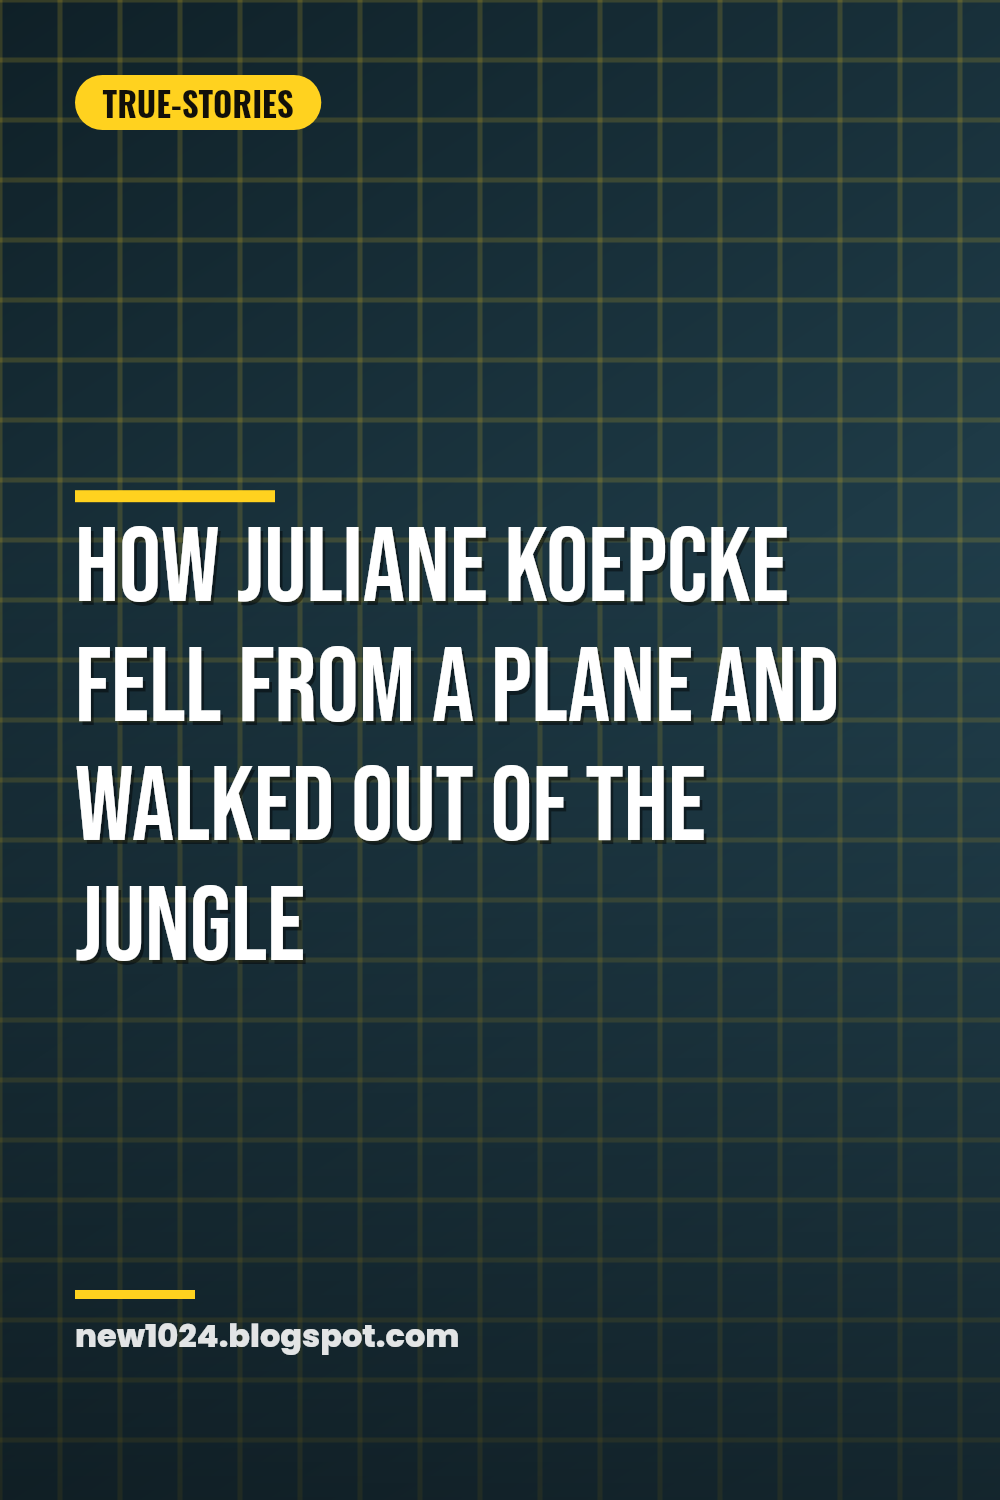 TRUE-STORIES
HOW JULIANE KOEPCKE
FELL FROM A PLANE AND
WALKED OUT OF THE
JUNGLE
new1024.blogspot.com